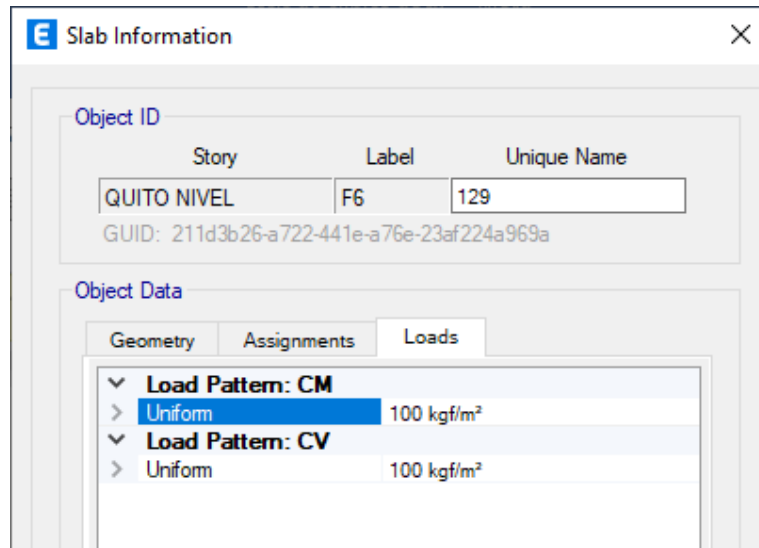 E Slab Information
Object ID
Story Label Unique Name
QUITO NIVEL F6 129
GUID: 211d3b26-a722-441e-a76e-23af224a969a
Object Data
Geometry Assignments Loads
Load Pattern: CM
Uniform 100 kgf/m²
Load Pattern: CV
Uniform 100 kgf/m²